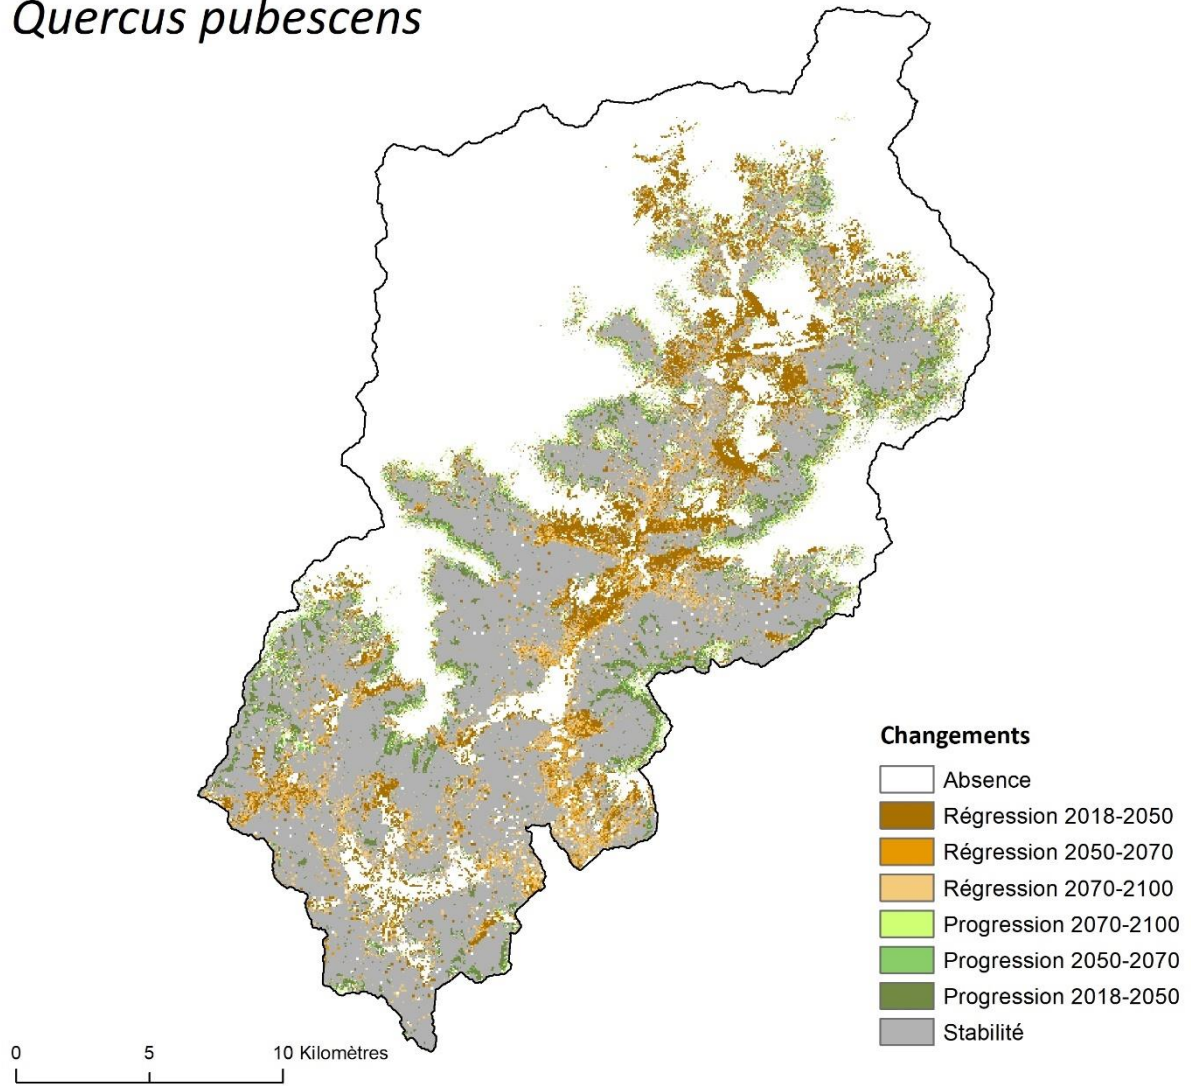 Quercus pubescens
Changements
Absence
Régression 2018-2050
Régression 2050-2070
Régression 2070-2100
Progression 2070-2100
Progression 2050-2070
Progression 2018-2050
Stabilité
0 5 10 Kilomètres